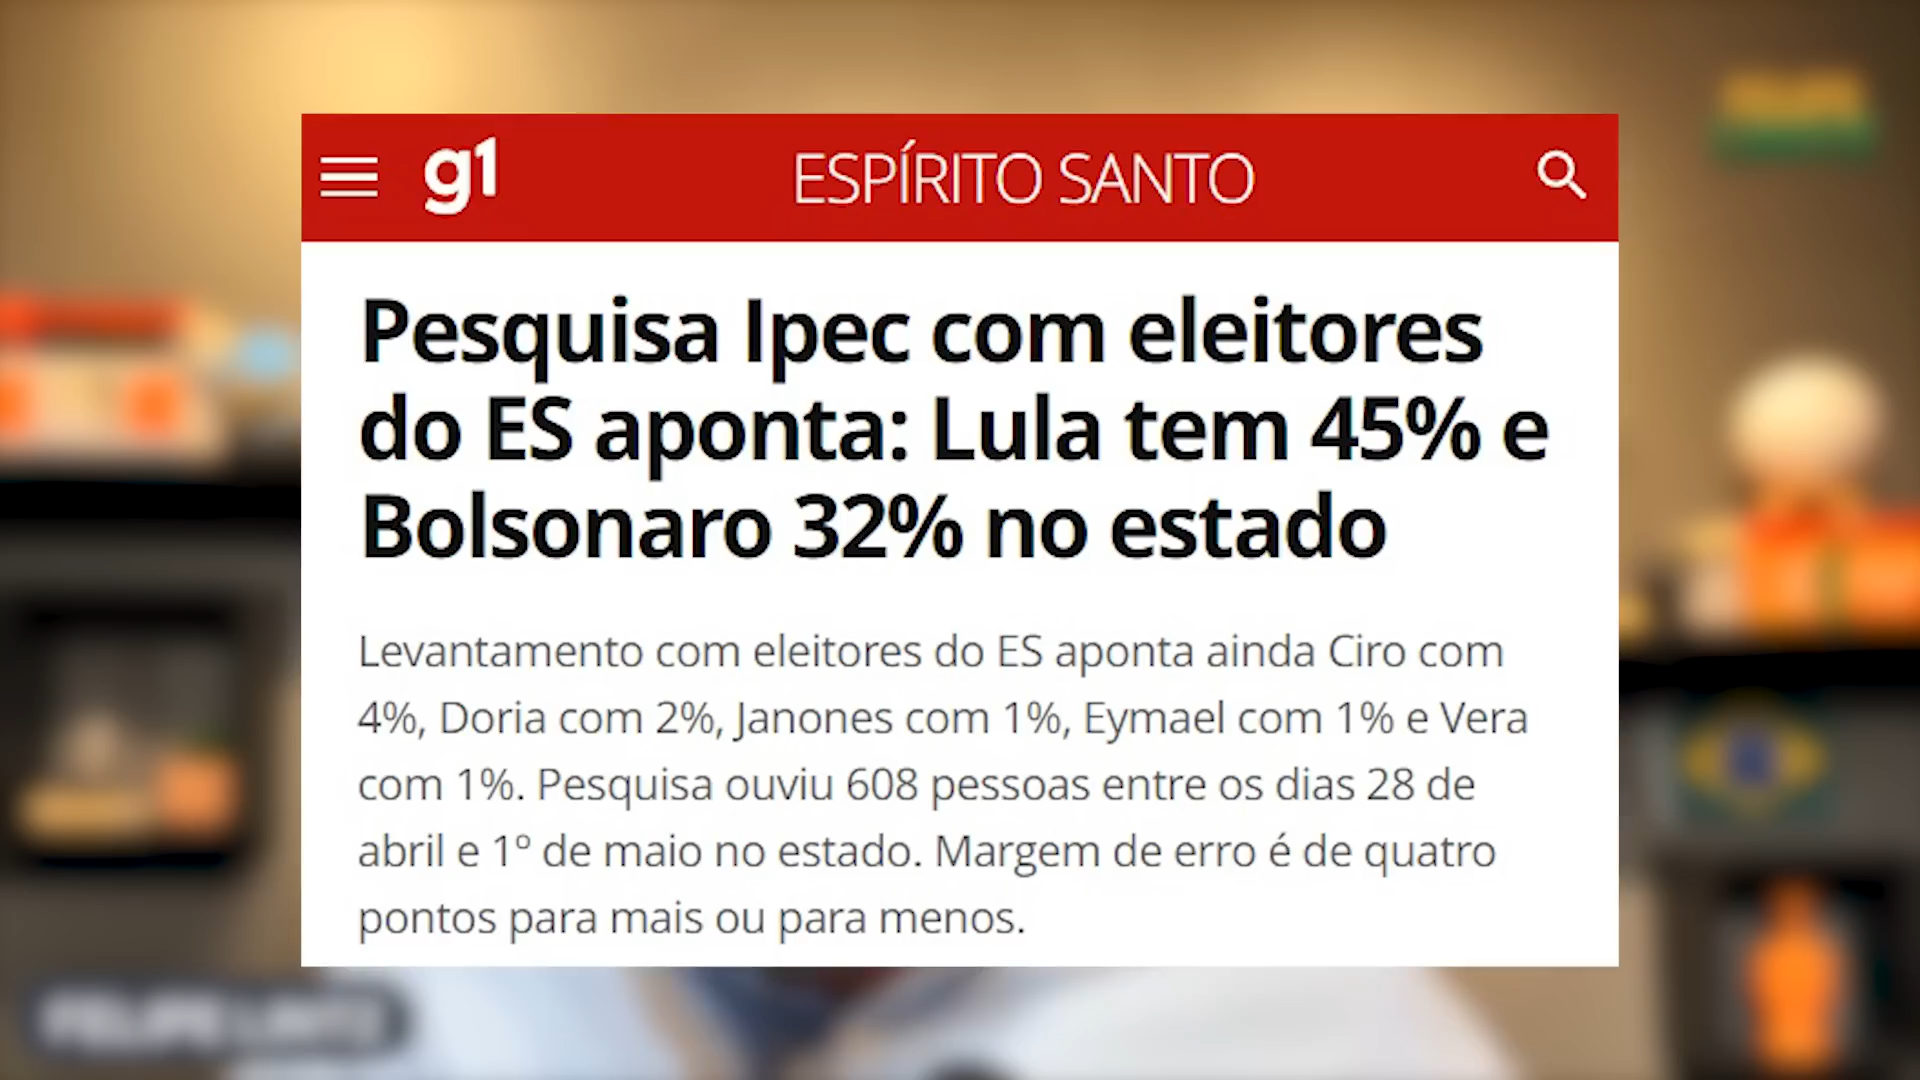 g1
ESPÍRITO SANTO
Pesquisa Ipec com eleitores
do ES aponta: Lula tem 45% e
Bolsonaro 32% no estado
Levantamento com eleitores do ES aponta ainda Ciro com
4%, Doria com 2%, Janones com 1%, Eymael com 1% e Vera
com 1%. Pesquisa ouviu 608 pessoas entre os dias 28 de
abril e 1º de maio no estado. Margem de erro é de quatro
pontos para mais ou para menos.